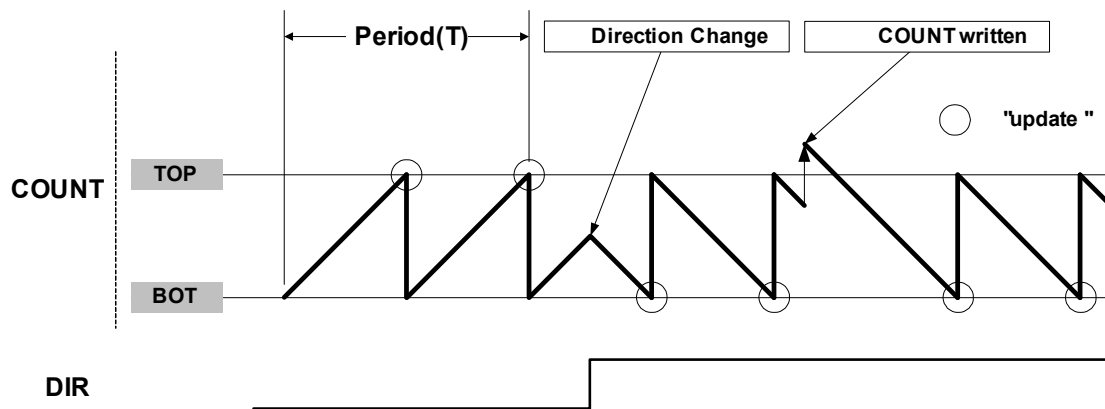 Period(T)
Direction Change
COUNT written
"update "
TOP
COUNT
BOT
DIR